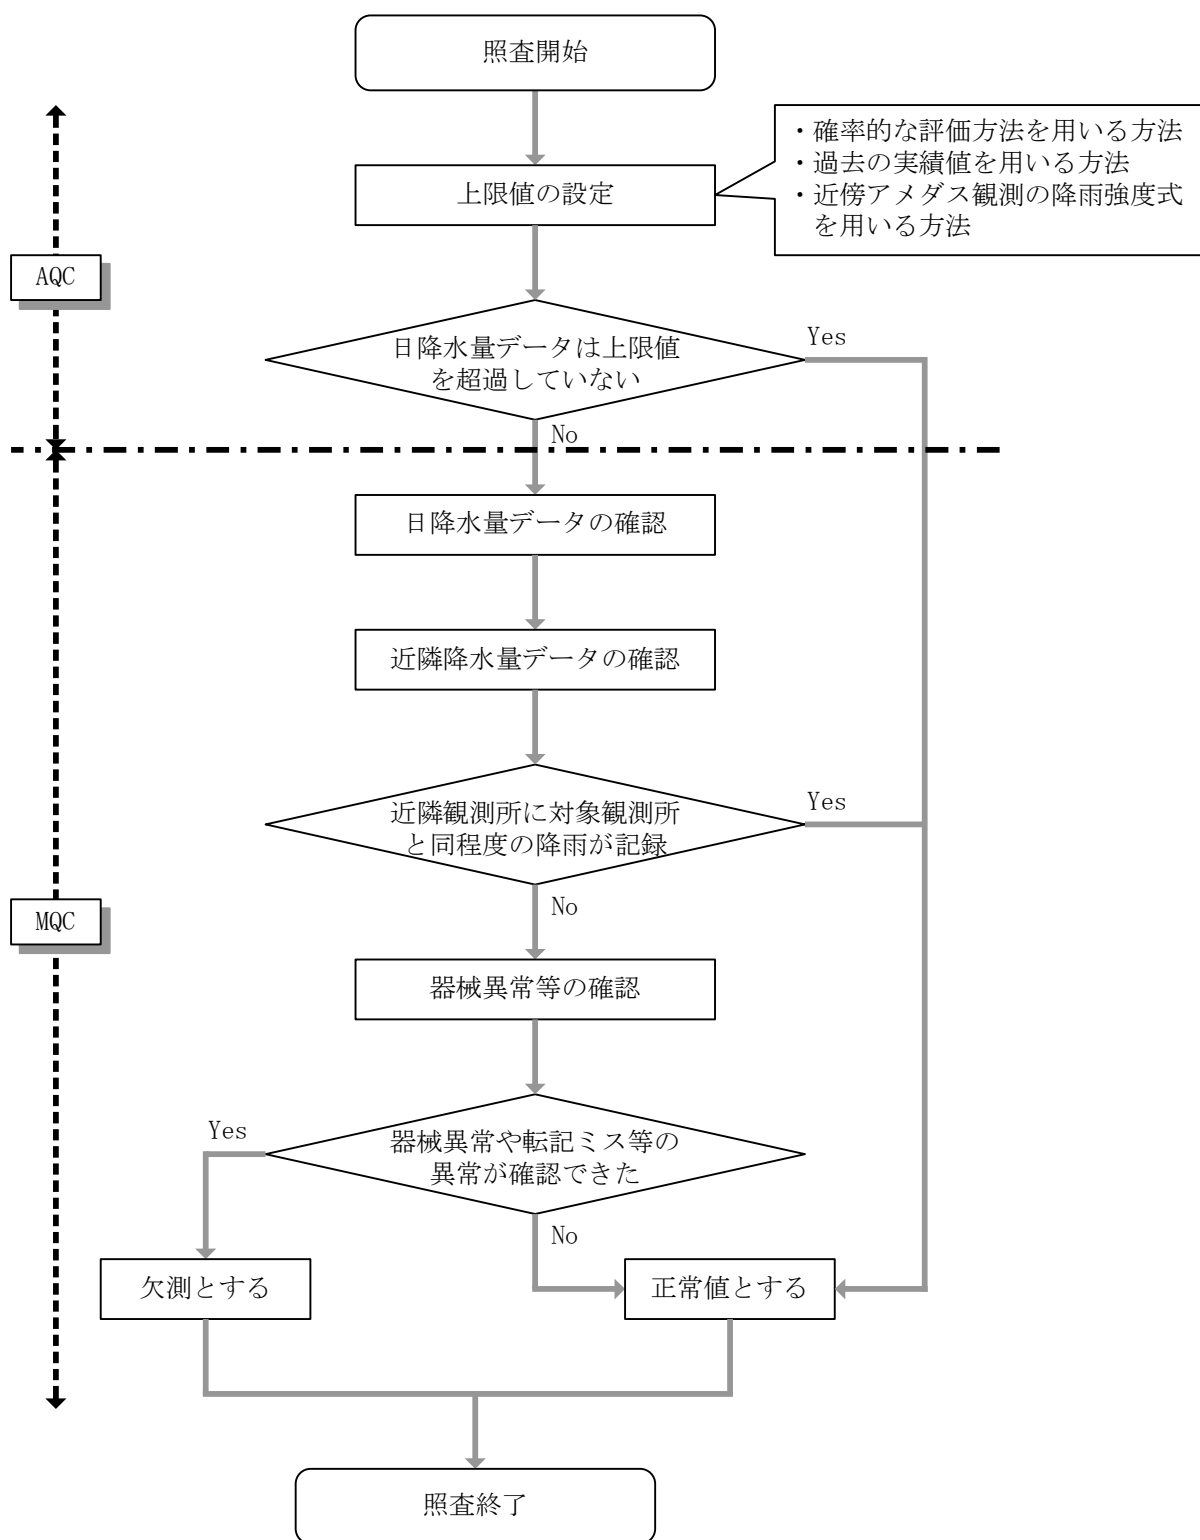 照査開始
・確率的な評価方法を用いる方法
・過去の実績値を用いる方法
・近傍アメダス観測の降雨強度式
を用いる方法
上限値の設定
AQC
日降水量データは上限値
を超過していない
Yes
No
日降水量データの確認
近隣降水量データの確認
近隣観測所に対象観測所
と同程度の降雨が記録
Yes
No
MQC
器械異常等の確認
器械異常や転記ミス等の
異常が確認できた
Yes
No
欠測とする
正常値とする
照査終了